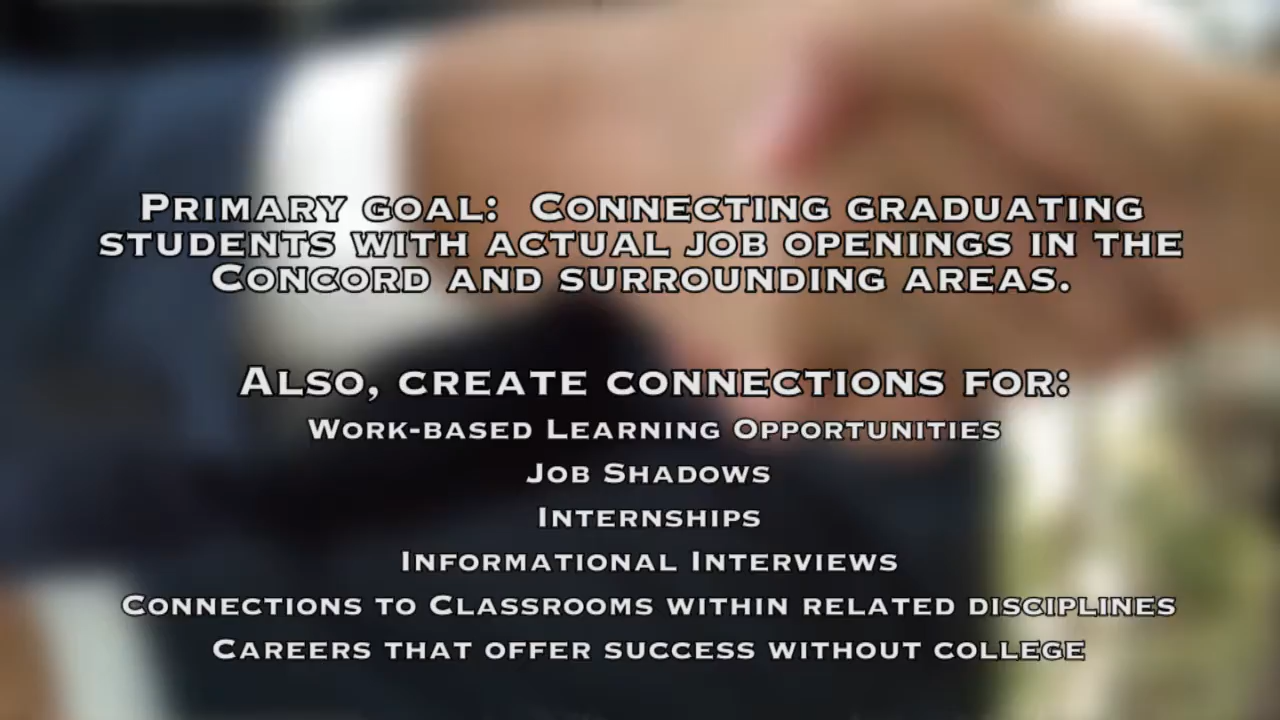 Primary goal:  Connecting graduating
students with actual job openings in the
Concord and surrounding areas.
Also, create connections for:
Work-based Learning Opportunities
Job Shadows
Internships
Informational Interviews
Connections to Classrooms within related disciplines
Careers that offer success without college